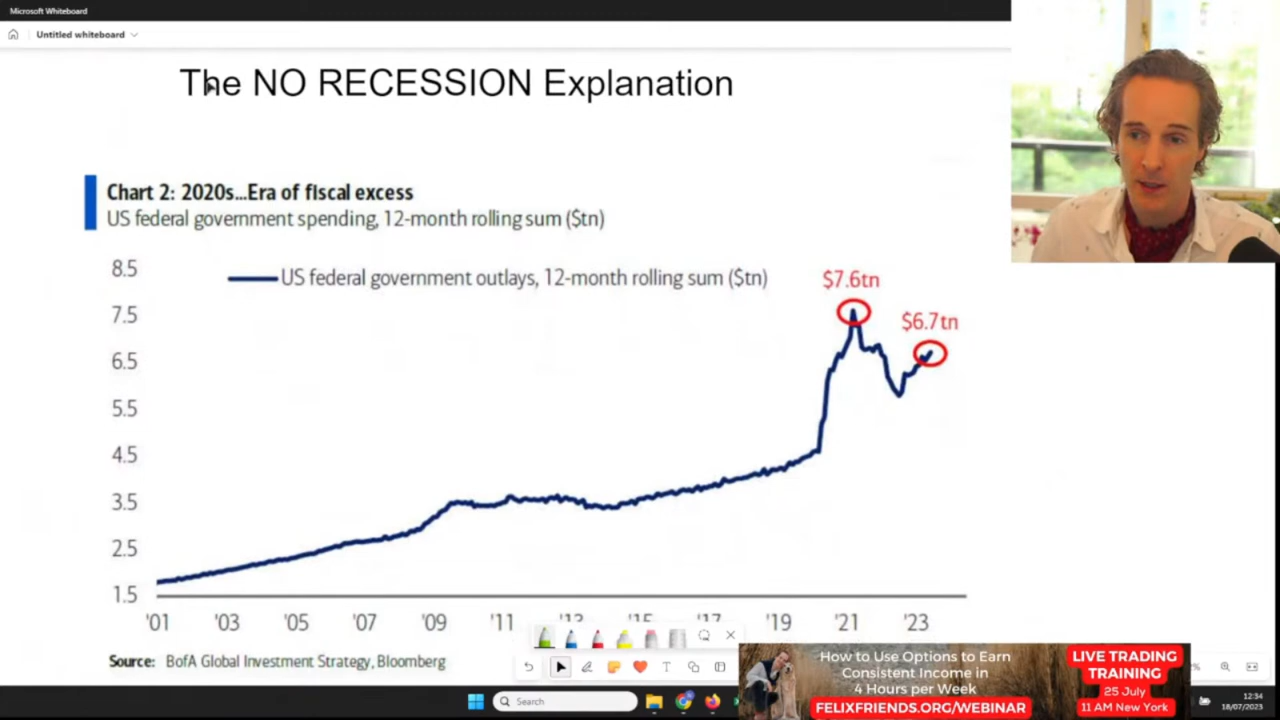 Microsoft Whiteboard
Untitled whiteboard
The NO RECESSION Explanation
Chart 2: 2020s...Era of fiscal excess
US federal government spending, 12-month rolling sum ($tn)
8.5
US federal government outlays, 12-month rolling sum ($tn)
$7.6tn
7.5
$6.7tn
6.5
5.5
4.5
3.5
2.5
1.5
'01 '03 '05 '07 '09 '11 '13 '15 '17 '19 '21 '23
Source: BofA Global Investment Strategy, Bloomberg
How to Use Options to Earn
Consistent Income in
4 Hours per Week
FELIXFRIENDS.ORG/WEBINAR
LIVE TRADING
TRAINING
25 July
11 AM New York
Search
12:34
18/07/2023